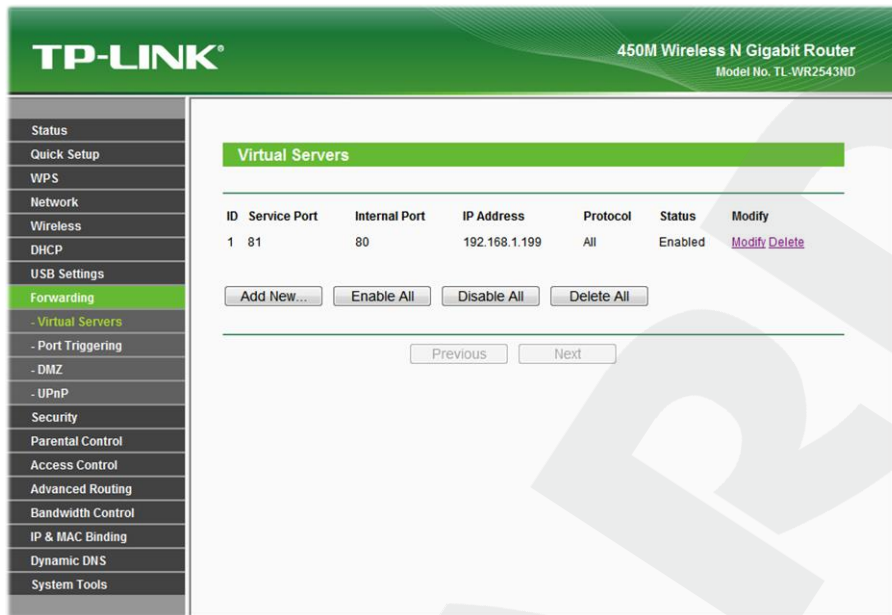 TP-LINK®
450M Wireless N Gigabit Router
Model No. TL-WR2543ND
Status
Quick Setup
WPS
Network
Wireless
DHCP
USB Settings
Forwarding
- Virtual Servers
- Port Triggering
- DMZ
- UPnP
Security
Parental Control
Access Control
Advanced Routing
Bandwidth Control
IP & MAC Binding
Dynamic DNS
System Tools
Virtual Servers
ID Service Port Internal Port IP Address Protocol Status Modify
1 81 80 192.168.1.199 All Enabled Modify Delete
Add New... Enable All Disable All Delete All
Previous Next